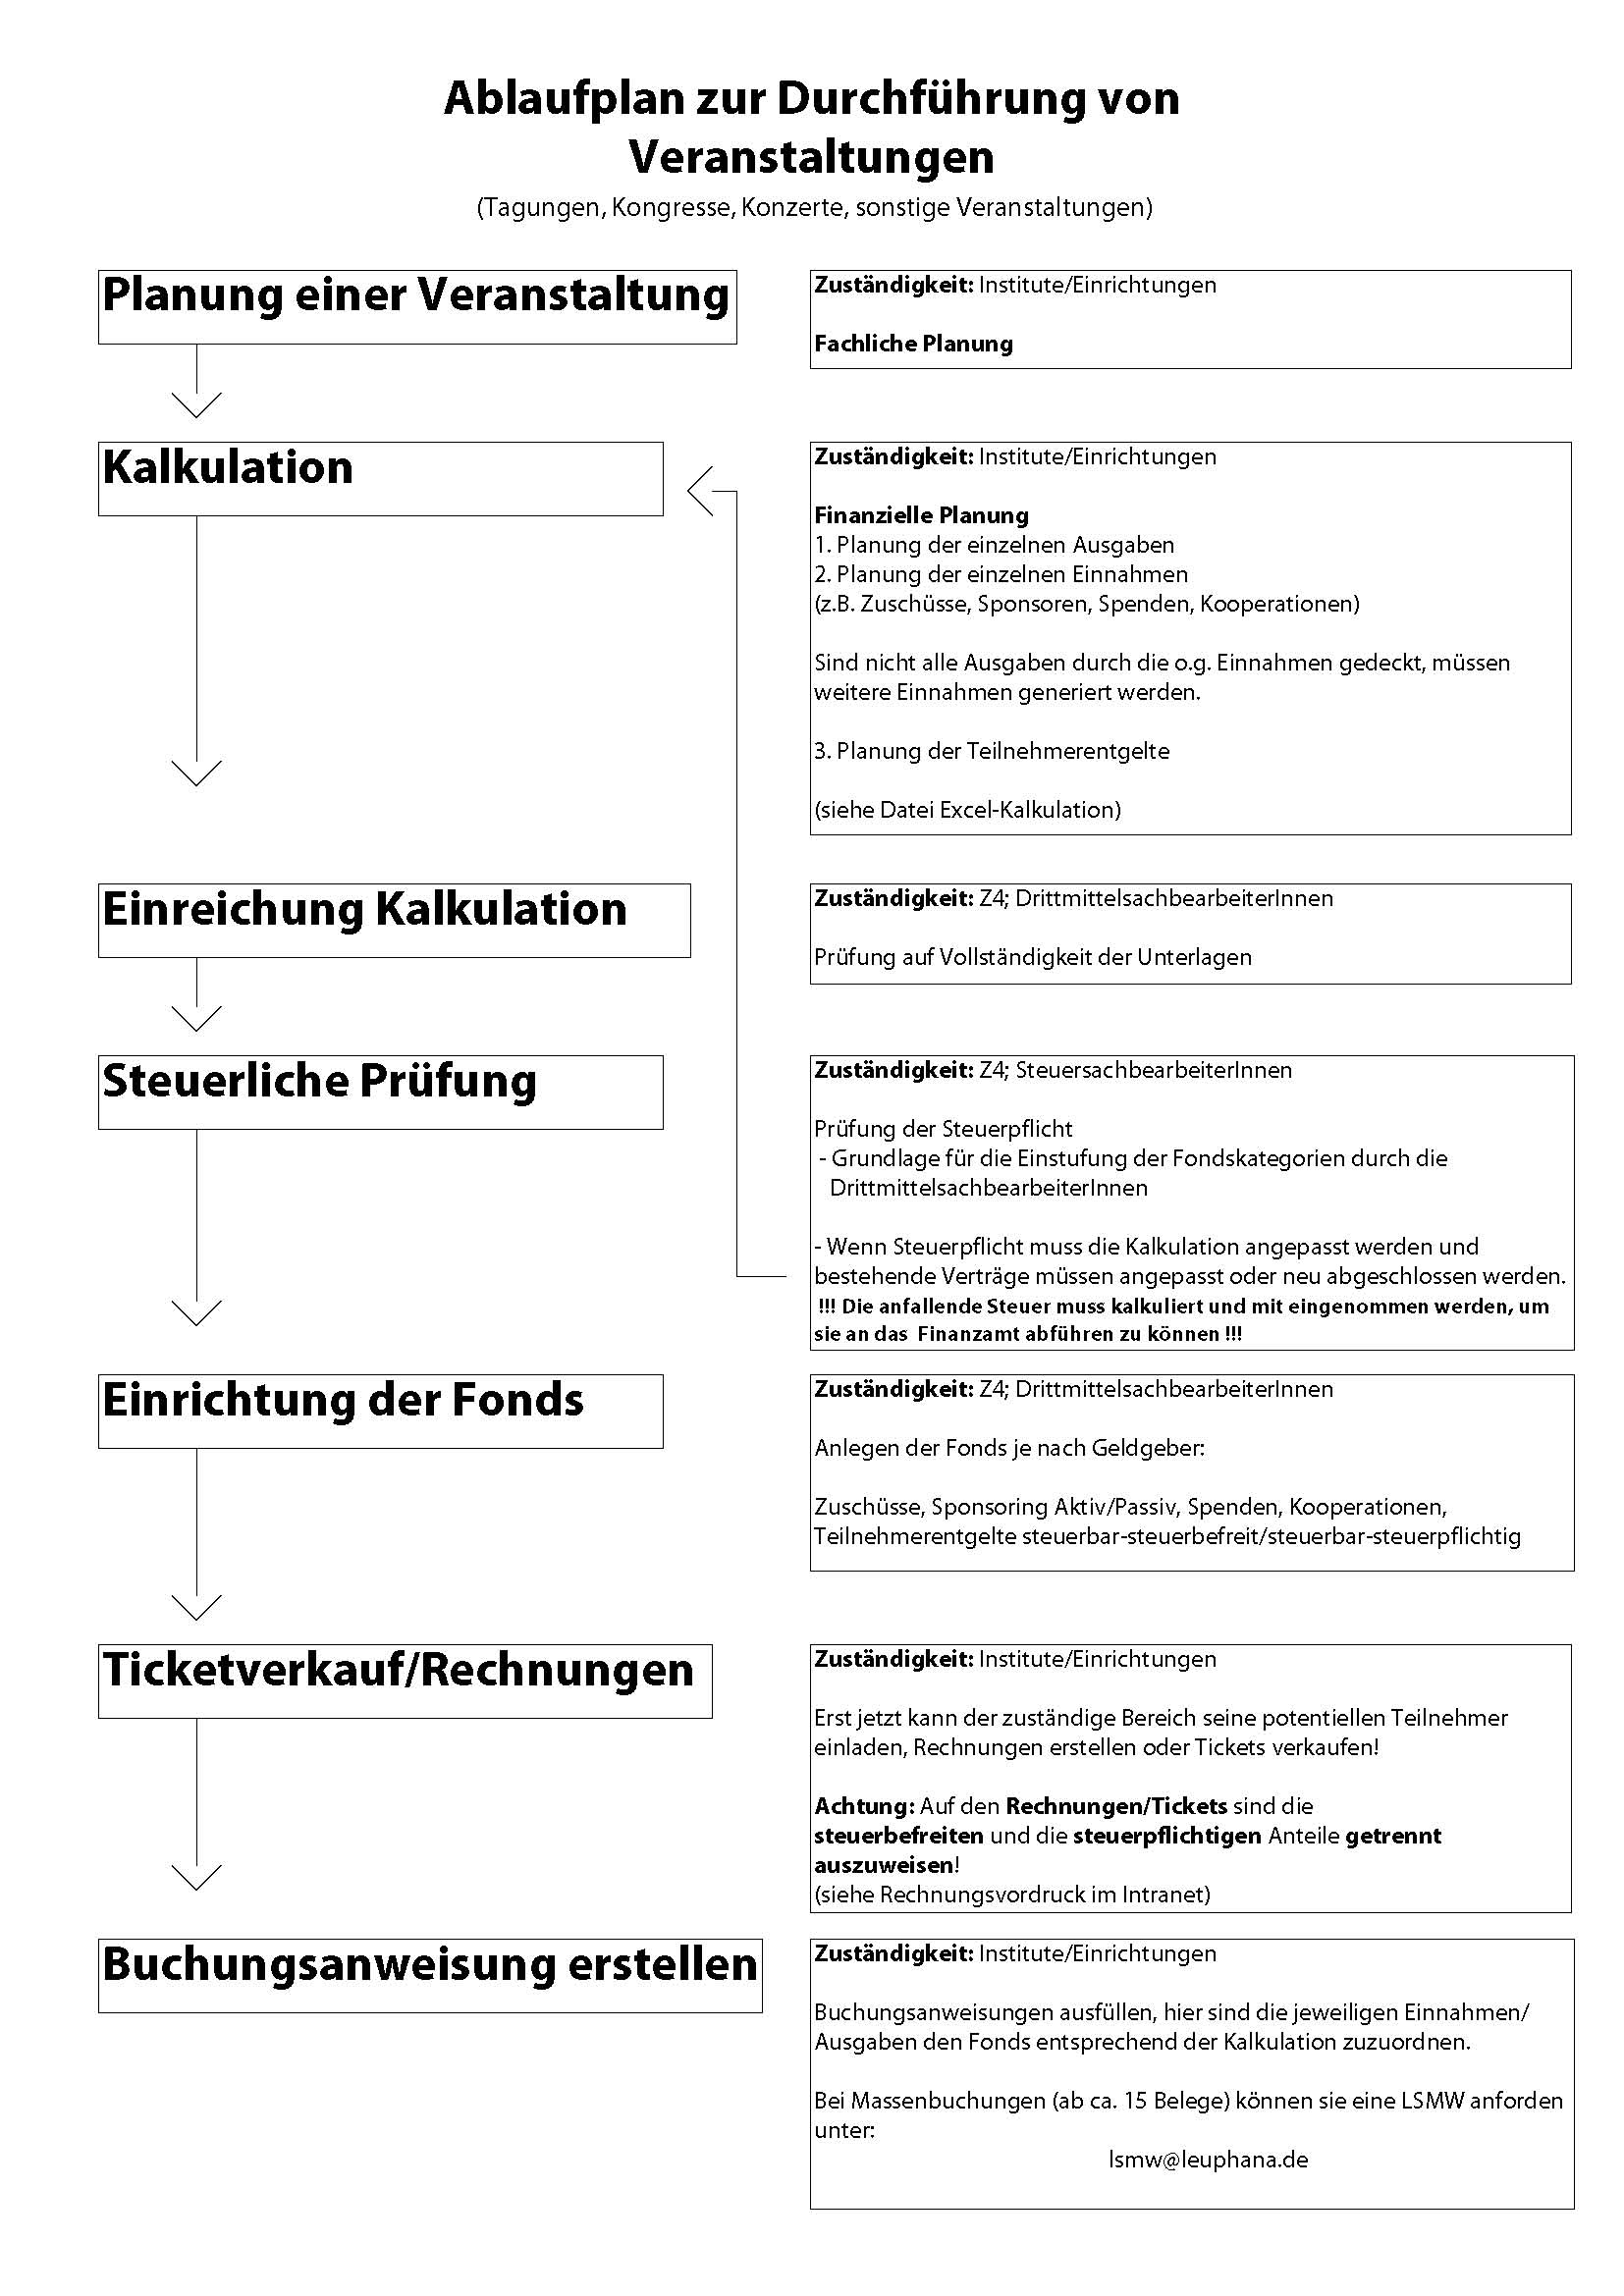 Ablaufplan zur Durchführung von
Veranstaltungen
(Tagungen, Kongresse, Konzerte, sonstige Veranstaltungen)
Planung einer Veranstaltung
Zuständigkeit: Institute/Einrichtungen
Fachliche Planung
Kalkulation
Zuständigkeit: Institute/Einrichtungen
Finanzielle Planung
1. Planung der einzelnen Ausgaben
2. Planung der einzelnen Einnahmen
(z.B. Zuschüsse, Sponsoren, Spenden, Kooperationen)
Sind nicht alle Ausgaben durch die o.g. Einnahmen gedeckt, müssen
weitere Einnahmen generiert werden.
3. Planung der Teilnehmerentgelte
(siehe Datei Excel-Kalkulation)
Einreichung Kalkulation
Zuständigkeit: Z4; DrittmittelsachbearbeiterInnen
Prüfung auf Vollständigkeit der Unterlagen
Steuerliche Prüfung
Zuständigkeit: Z4; SteuersachbearbeiterInnen
Prüfung der Steuerpflicht
- Grundlage für die Einstufung der Fondskategorien durch die
DrittmittelsachbearbeiterInnen
- Wenn Steuerpflicht muss die Kalkulation angepasst werden und
bestehende Verträge müssen angepasst oder neu abgeschlossen werden.
!!! Die anfallende Steuer muss kalkuliert und mit eingenommen werden, um
sie an das Finanzamt abführen zu können !!!
Einrichtung der Fonds
Zuständigkeit: Z4; DrittmittelsachbearbeiterInnen
Anlegen der Fonds je nach Geldgeber:
Zuschüsse, Sponsoring Aktiv/Passiv, Spenden, Kooperationen,
Teilnehmerentgelte steuerbar-steuerbefreit/steuerbar-steuerpflichtig
Ticketverkauf/Rechnungen
Zuständigkeit: Institute/Einrichtungen
Erst jetzt kann der zuständige Bereich seine potentiellen Teilnehmer
einladen, Rechnungen erstellen oder Tickets verkaufen!
Achtung: Auf den Rechnungen/Tickets sind die
steuerbefreiten und die steuerpflichtigen Anteile getrennt
auszuweisen!
(siehe Rechnungsvordruck im Intranet)
Buchungsanweisung erstellen
Zuständigkeit: Institute/Einrichtungen
Buchungsanweisungen ausfüllen, hier sind die jeweiligen Einnahmen/
Ausgaben den Fonds entsprechend der Kalkulation zuzuordnen.
Bei Massenbuchungen (ab ca. 15 Belege) können sie eine LSMW anforden
unter:
lsmw@leuphana.de